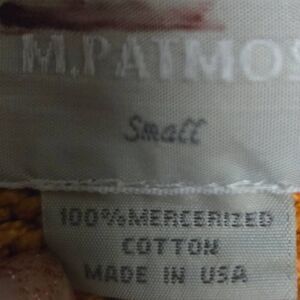 M.PATMOS
Small
100%MERCERIZED
COTTON
MADE IN USA